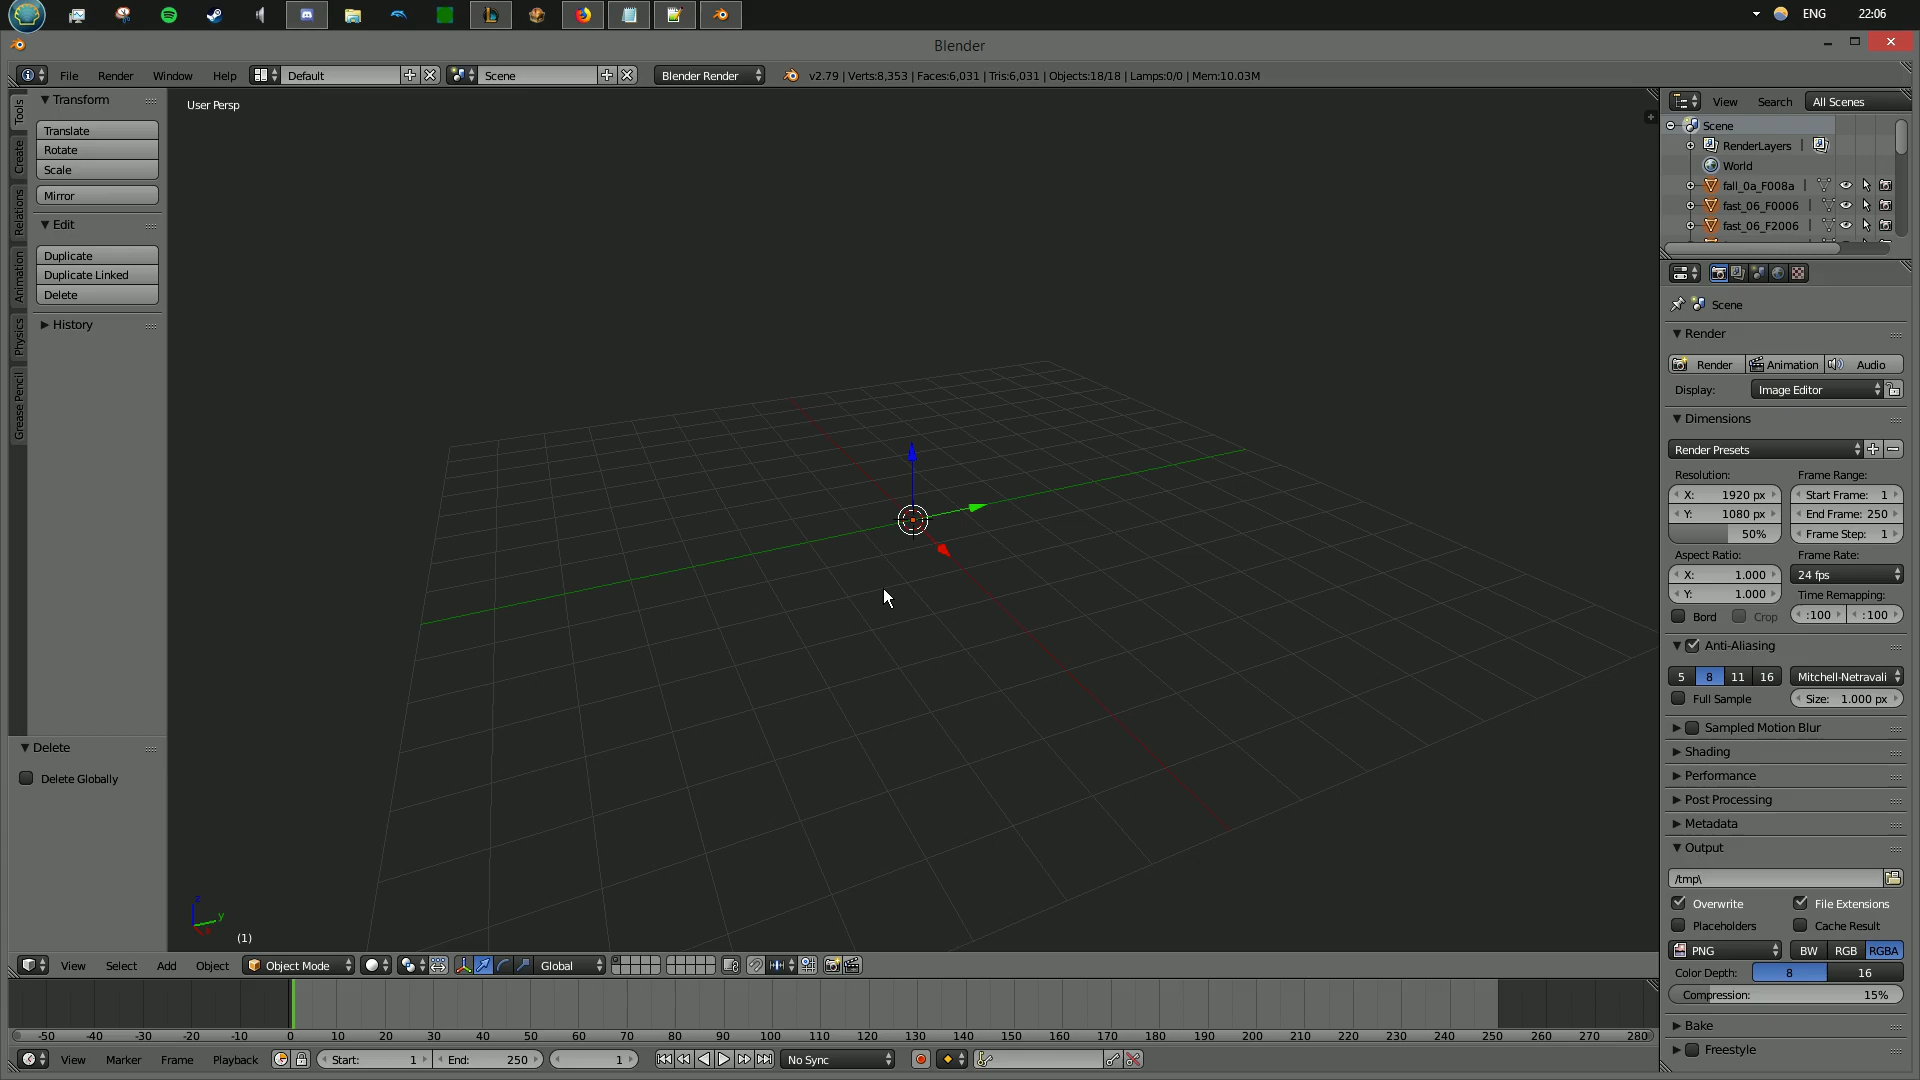 ENG 22:06
Blender
File Render Window Help Default Scene Blender Render v2.79 | Verts:8,353 | Faces:6,031 | Tris:6,031 | Objects:18/18 | Lamps:0/0 | Mem:10.03M
Tools
Create
Relations
Animation
Physics
Grease Pencil
Transform
Translate
Rotate
Scale
Mirror
Edit
Duplicate
Duplicate Linked
Delete
History
Delete
Delete Globally
User Persp
z
y
(1)
View Search All Scenes
Scene
RenderLayers |
World
fall_0a_F008a |
fast_06_F0006 |
fast_06_F2006 |
Scene
Render
Render Animation Audio
Display: Image Editor
Dimensions
Render Presets
Resolution: Frame Range:
X: 1920 px Start Frame: 1
Y: 1080 px End Frame: 250
50% Frame Step: 1
Aspect Ratio: Frame Rate:
X: 1.000 24 fps
Y: 1.000 Time Remapping:
Bord Crop :100 :100
Anti-Aliasing
5 8 11 16 Mitchell-Netravali
Full Sample Size: 1.000 px
Sampled Motion Blur
Shading
Performance
Post Processing
Metadata
Output
/tmp\
Overwrite File Extensions
Placeholders Cache Result
PNG BW RGB RGBA
Color Depth: 8 16
Compression: 15%
Bake
Freestyle
View Select Add Object Object Mode Global
-50 -40 -30 -20 -10 0 10 20 30 40 50 60 70 80 90 100 110 120 130 140 150 160 170 180 190 200 210 220 230 240 250 260 270 280
View Marker Frame Playback Start: 1 End: 250 1 No Sync